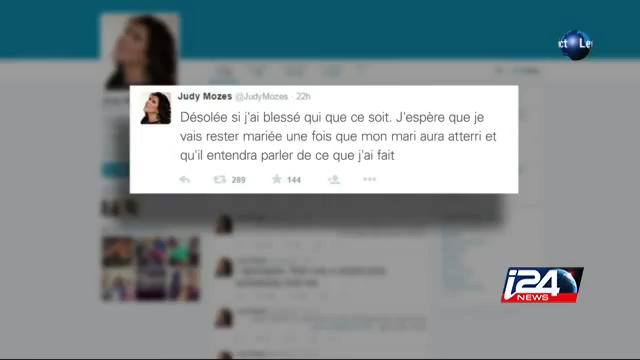 ct Le
Judy Mozes @JudyMozes · 22h
Désolée si j'ai blessé qui que ce soit. J'espère que je
vais rester mariée une fois que mon mari aura atterri et
qu'il entendra parler de ce que j'ai fait
289 144
i24
NEWS